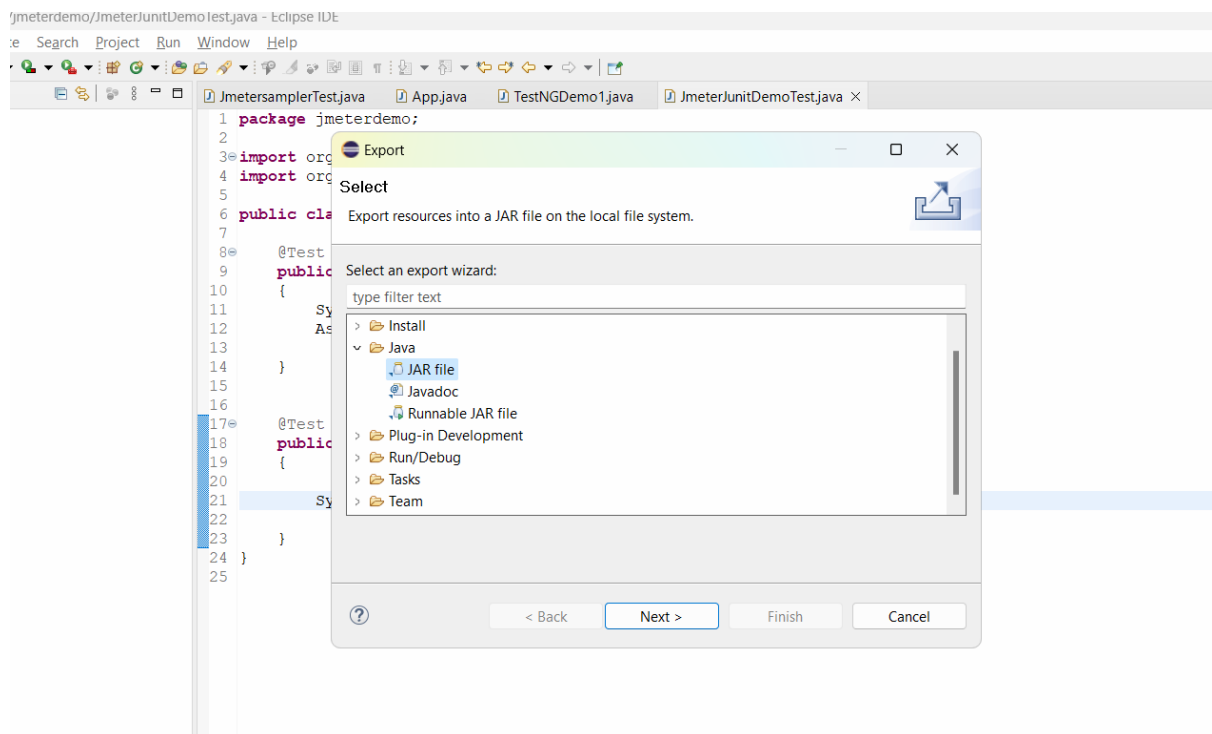 /jmeterdemo/JmeterJunitDemoTest.java - Eclipse IDE
Search Project Run Window Help
JmetersamplerTest.java App.java TestNGDemo1.java JmeterJunitDemoTest.java
1 package jmeterdemo;
2
3 import org
4 import org
5
6 public cla
7
8 @Test
9 public
10 {
11 Sy
12 As
13
14 }
15
16
17 @Test
18 public
19 {
20
21 Sy
22
23 }
24 }
25
Export
Select
Export resources into a JAR file on the local file system.
Select an export wizard:
type filter text
Install
Java
JAR file
Javadoc
Runnable JAR file
Plug-in Development
Run/Debug
Tasks
Team
? < Back Next > Finish Cancel